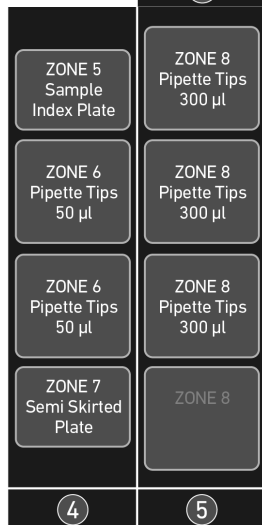 ZONE 5
Sample
Index Plate
ZONE 6
Pipette Tips
50 µl
ZONE 6
Pipette Tips
50 µl
ZONE 7
Semi Skirted
Plate
4
ZONE 8
Pipette Tips
300 µl
ZONE 8
Pipette Tips
300 µl
ZONE 8
Pipette Tips
300 µl
ZONE 8
5